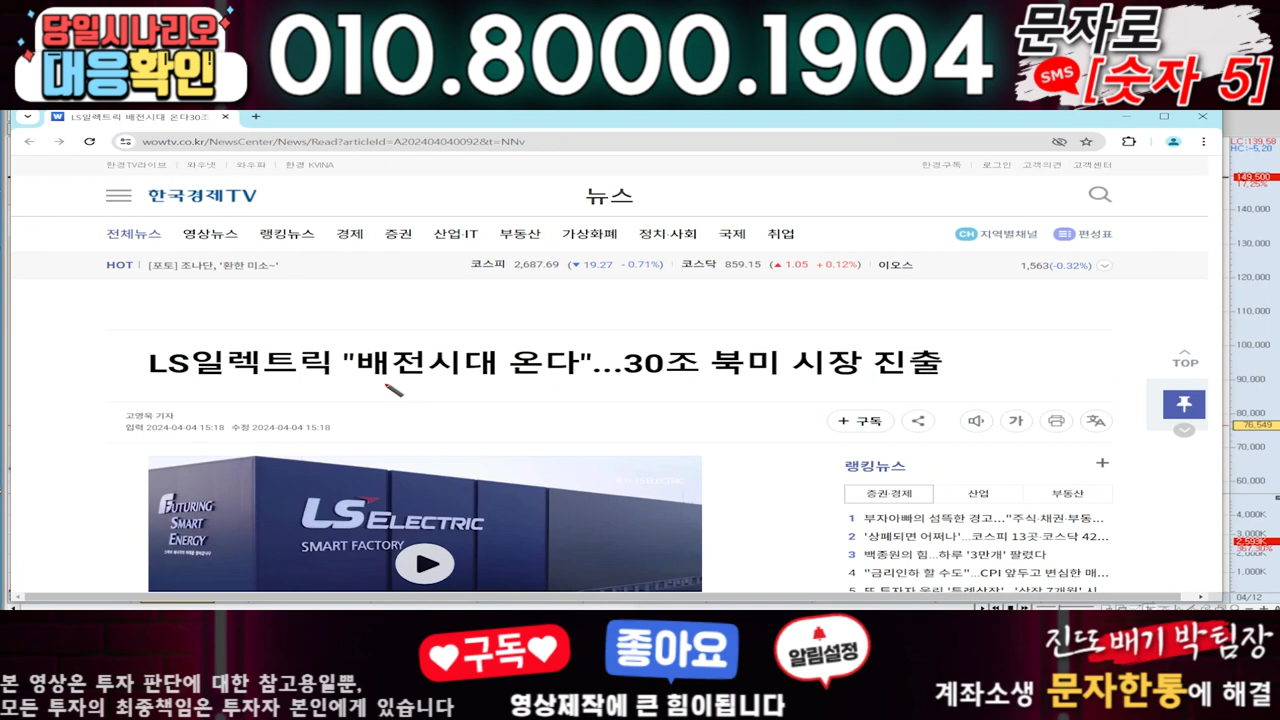 당일시나리오
대응확인
010.8000.1904
문자로
SMS
[숫자 5]
LS일렉트릭 배전시대 온다30조
wowtv.co.kr/NewsCenter/News/Read?articleId=A202404040092&t=NNv
한경TV라이브 와우넷 와우파 한경 KVINA
한경구독 로그인 고객의견 고객센터
한국경제TV
뉴스
전체뉴스 영상뉴스 랭킹뉴스 경제 증권 산업·IT 부동산 가상화폐 정치·사회 국제 취업
CH 지역별채널 편성표
HOT [포토] 조나단, '환한 미소~'
코스피 2,687.69 (▼19.27 -0.71%) 코스닥 859.15 (▲1.05 +0.12%) 이오스 1,563(-0.32%)
LS일렉트릭 "배전시대 온다"...30조 북미 시장 진출
TOP
고영욱 기자
입력 2024-04-04 15:18 수정 2024-04-04 15:18
+ 구독
가
FUTURING
SMART
ENERGY
LS ELECTRIC
SMART FACTORY
LS ELECTRIC
랭킹뉴스
증권·경제 산업 부동산
1 부자아빠의 섬뜩한 경고..."주식·채권·부동...
2 '상폐되면 어쩌나'...코스피 13곳·코스닥 42...
3 백종원의 힘...하루 '3만개' 팔렸다
4 "금리인하 할 수도"...CPI 앞두고 변심한 매...
LC:139,58
HC:-5,20
149,500
17,25%
140,000
130,000
120,000
110,000
100,000
90,000
80,000
76,549
70,000
60,000
4,000K
3,000K
2,593K
367,30%
2,000K
1,000K
04/12
구독
좋아요
알림설정
영상제작에 큰 힘이됩니다
본 영상은 투자 판단에 대한 참고용일뿐,
모든 투자의 최종책임은 투자자 본인에게 있습니다
진또배기 박팀장
계좌소생 문자한통에 해결